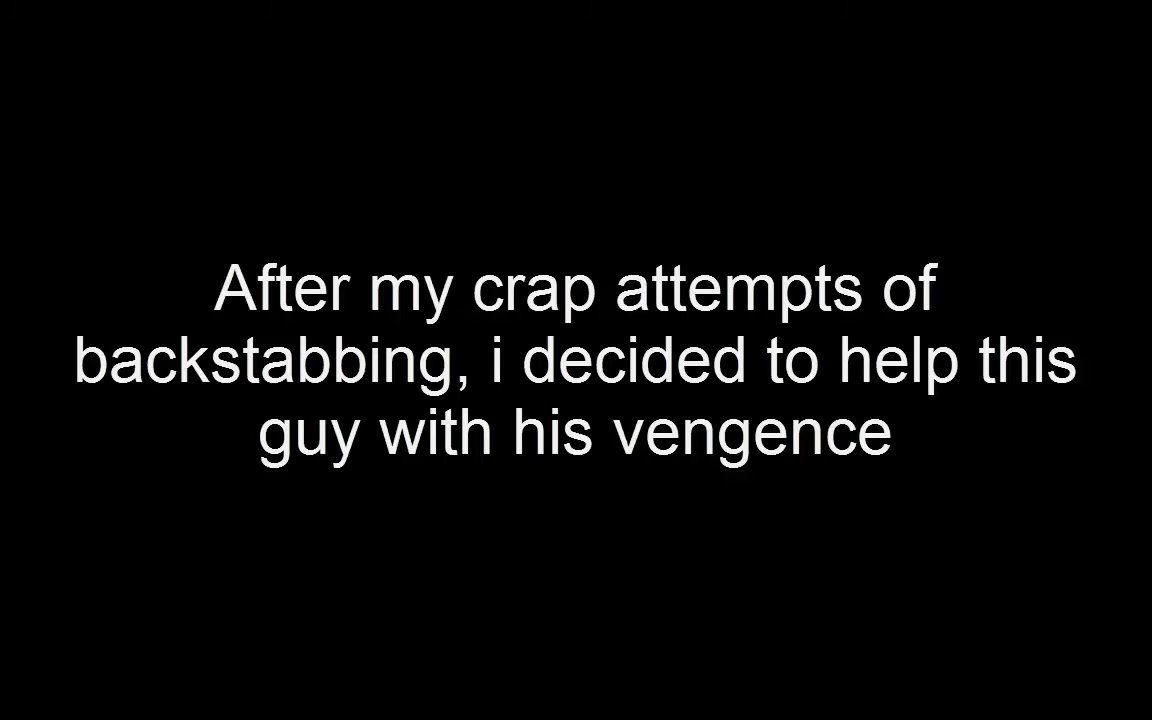 After my crap attempts of
backstabbing, i decided to help this
guy with his vengence